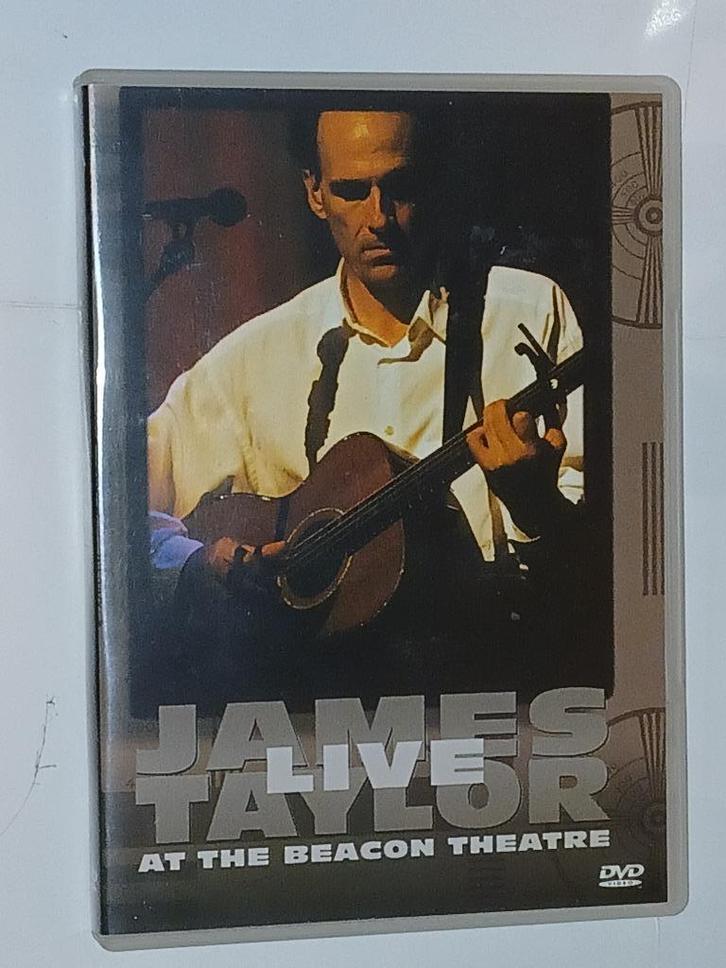 JAMES
LIVE
TAYLOR
AT THE BEACON THEATRE
DVD
VIDEO